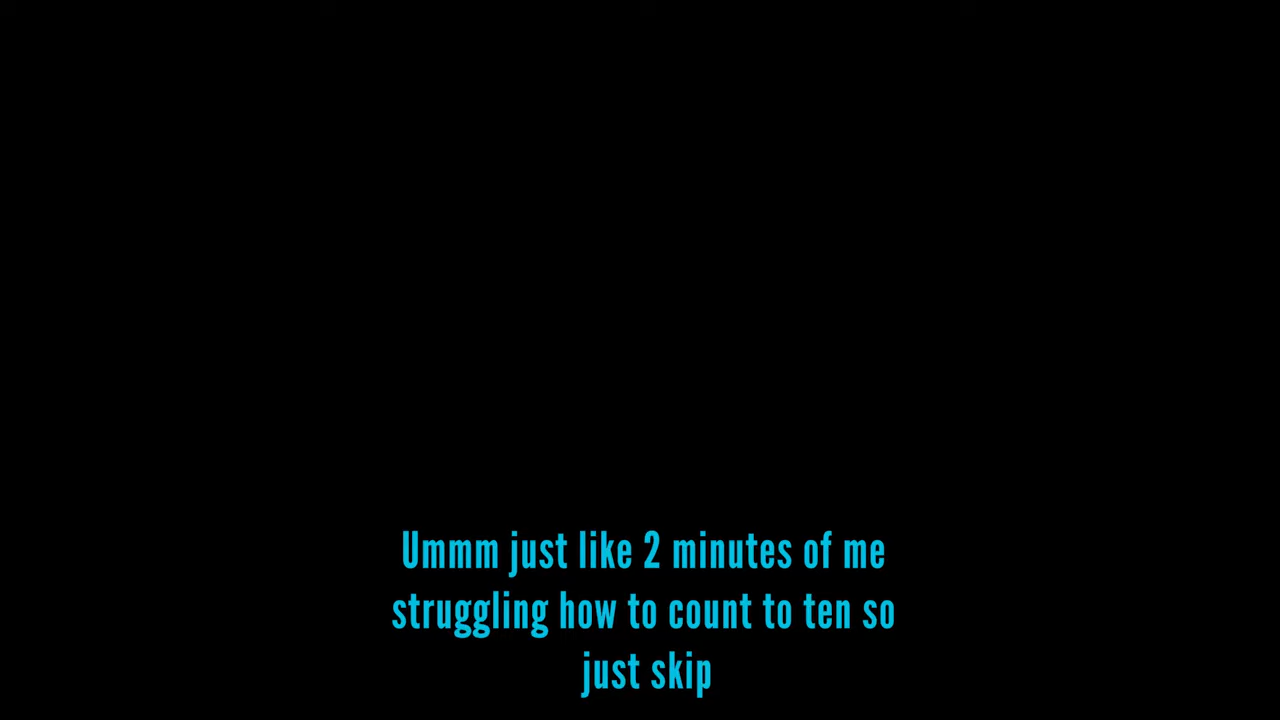 Ummm just like 2 minutes of me
struggling how to count to ten so
just skip